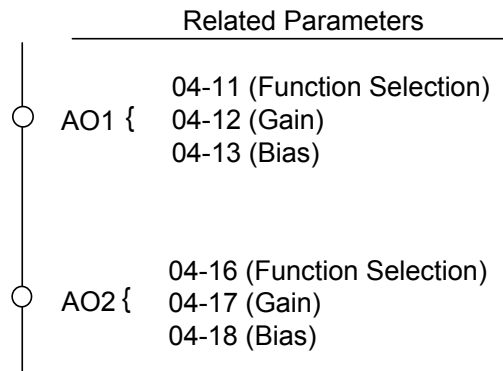 Related Parameters
04-11 (Function Selection)
AO1 { 04-12 (Gain)
04-13 (Bias)
04-16 (Function Selection)
AO2 { 04-17 (Gain)
04-18 (Bias)